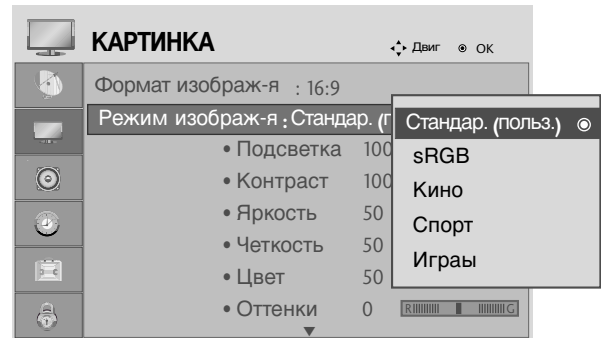 КАРТИНКА
Двиг ОК
Формат изображ-я : 16:9
Режим изображ-я : Стандар. (п
• Подсветка 100
• Контраст 100
• Яркость 50
• Четкость 50
• Цвет 50
• Оттенки 0 R G
Стандар. (польз.)
sRGB
Кино
Спорт
Играы